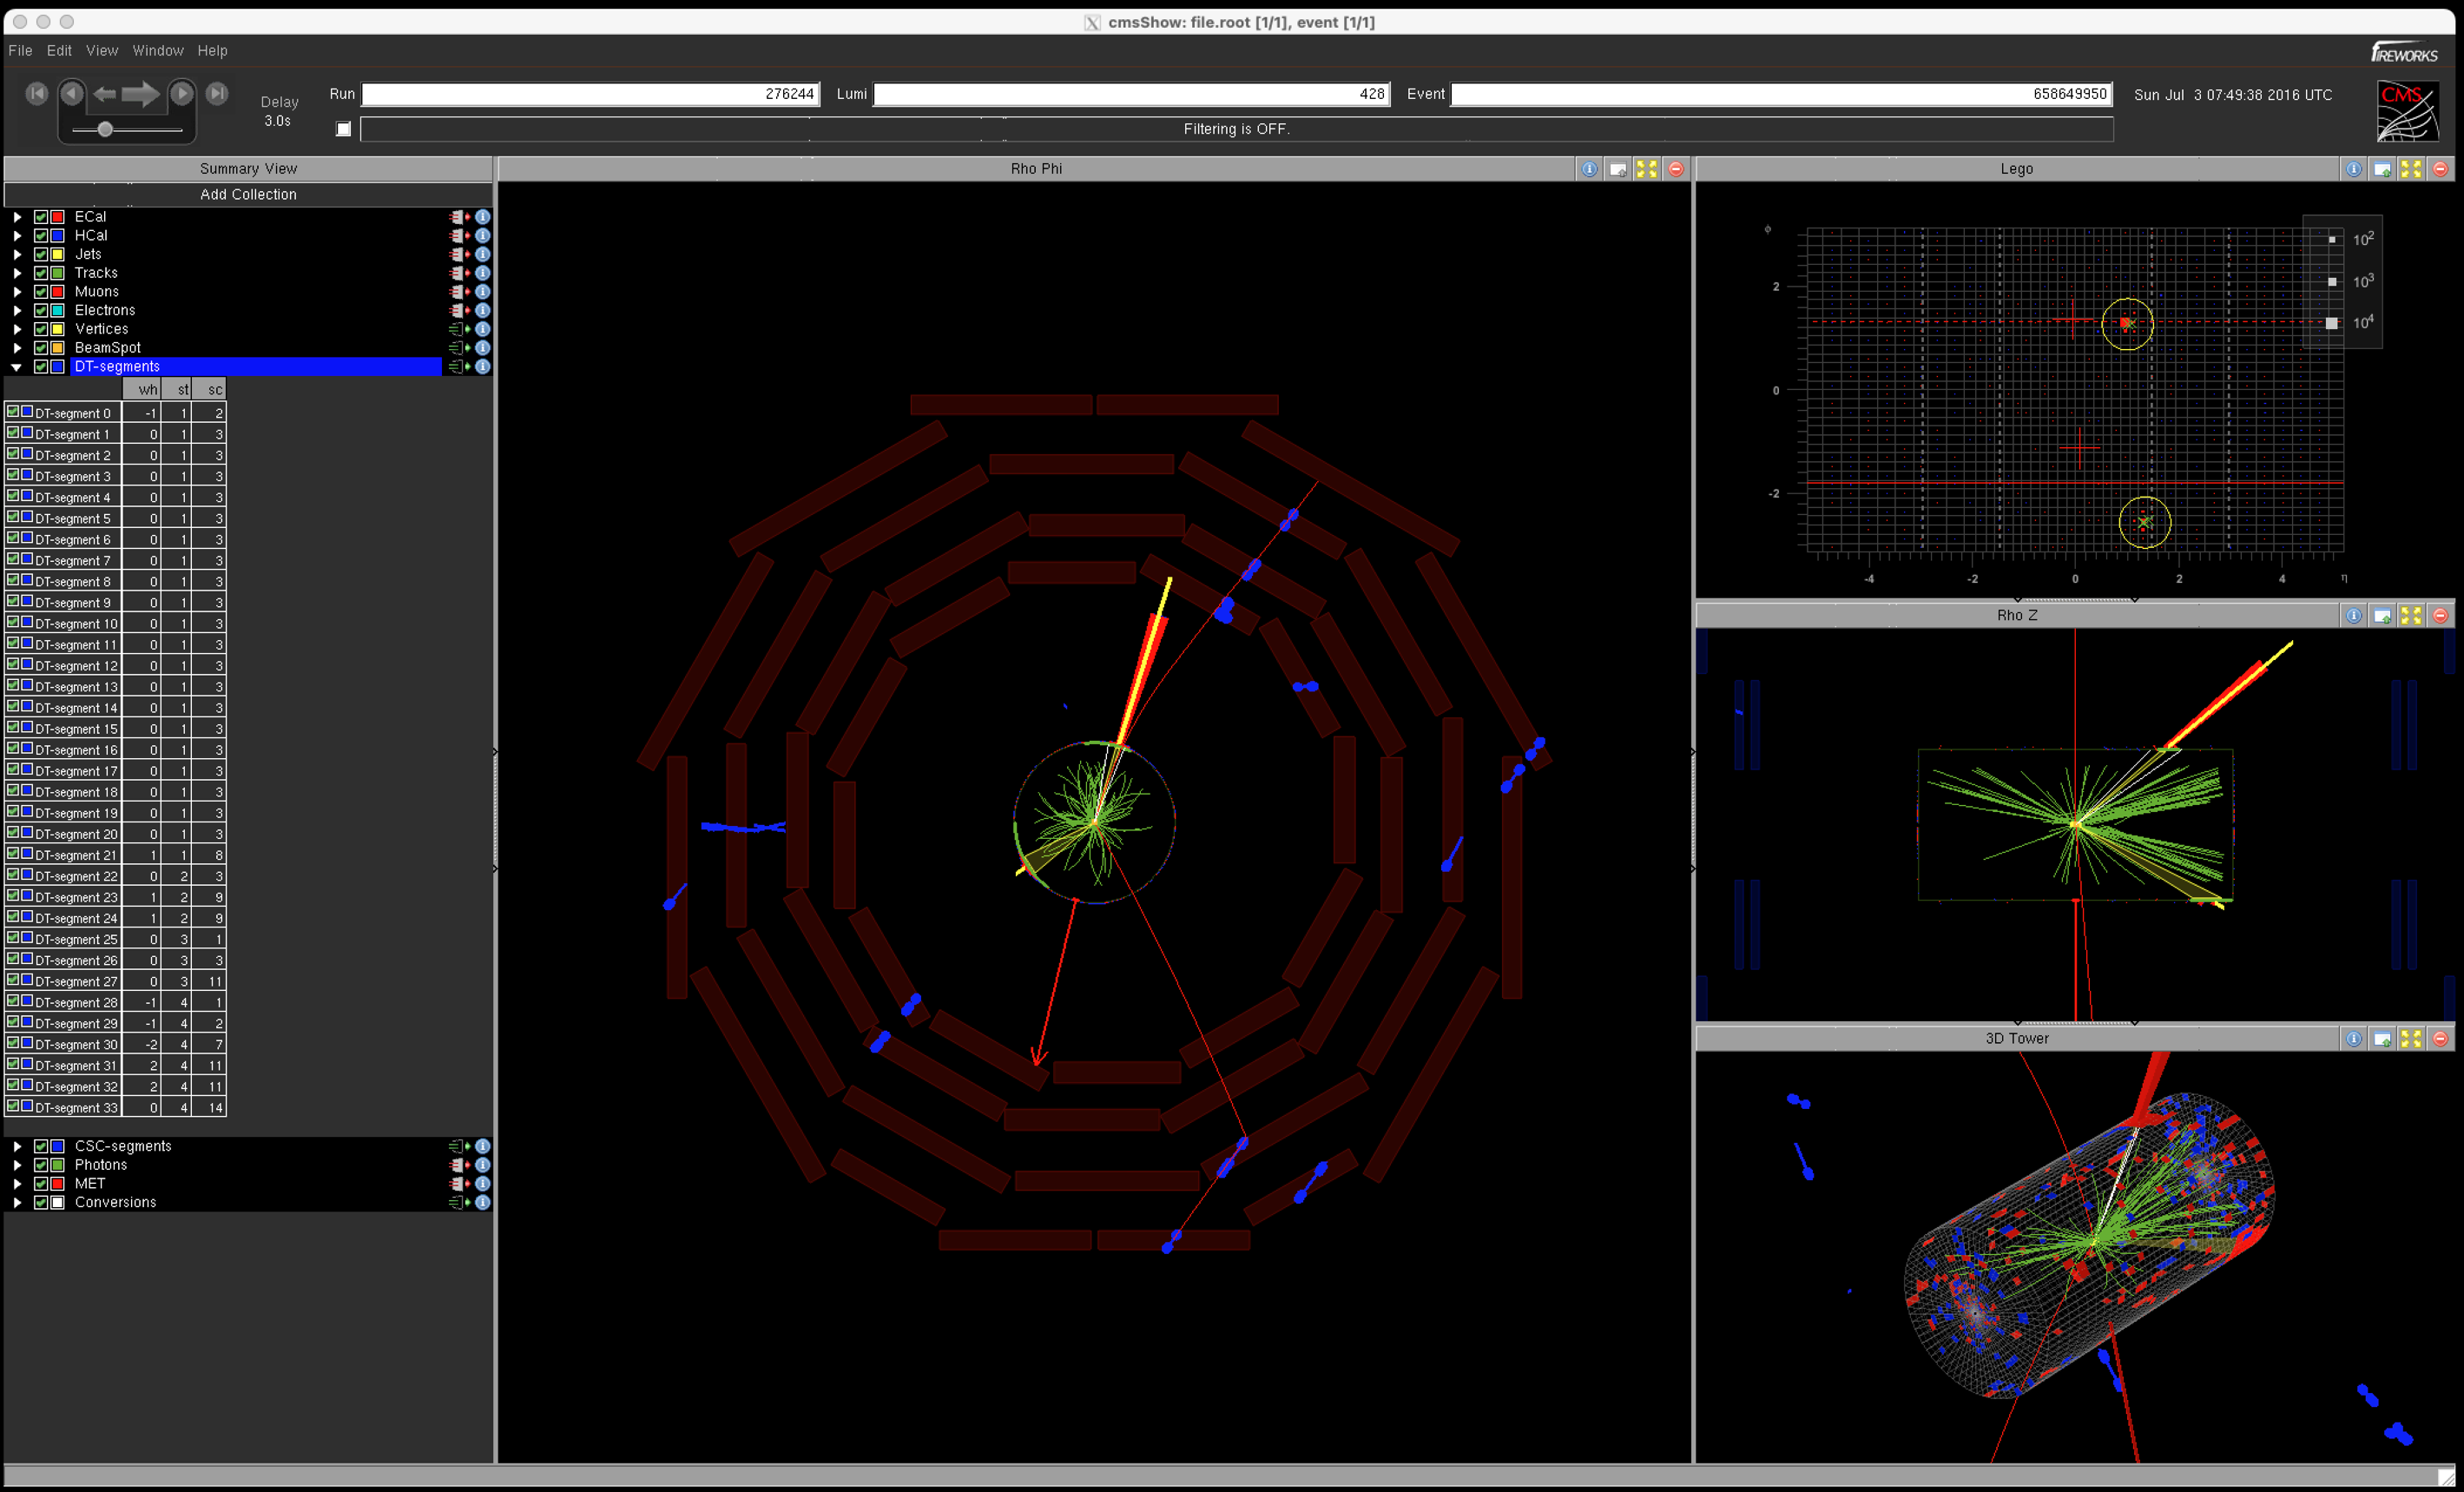 cmsShow: file.root [1/1], event [1/1]
File Edit View Window Help
FIREWORKS
Delay
3.0s
Run 276244 Lumi 428 Event 658649950 Sun Jul 3 07:49:38 2016 UTC
CMS
Filtering is OFF.
Summary View
Add Collection
ECal
HCal
Jets
Tracks
Muons
Electrons
Vertices
BeamSpot
DT-segments
wh st sc
DT-segment 0 -1 1 2
DT-segment 1 0 1 3
DT-segment 2 0 1 3
DT-segment 3 0 1 3
DT-segment 4 0 1 3
DT-segment 5 0 1 3
DT-segment 6 0 1 3
DT-segment 7 0 1 3
DT-segment 8 0 1 3
DT-segment 9 0 1 3
DT-segment 10 0 1 3
DT-segment 11 0 1 3
DT-segment 12 0 1 3
DT-segment 13 0 1 3
DT-segment 14 0 1 3
DT-segment 15 0 1 3
DT-segment 16 0 1 3
DT-segment 17 0 1 3
DT-segment 18 0 1 3
DT-segment 19 0 1 3
DT-segment 20 0 1 3
DT-segment 21 1 1 8
DT-segment 22 0 2 3
DT-segment 23 1 2 9
DT-segment 24 1 2 9
DT-segment 25 0 3 1
DT-segment 26 0 3 3
DT-segment 27 0 3 11
DT-segment 28 -1 4 1
DT-segment 29 -1 4 2
DT-segment 30 -2 4 7
DT-segment 31 2 4 11
DT-segment 32 2 4 11
DT-segment 33 0 4 14
CSC-segments
Photons
MET
Conversions
Rho Phi
Lego
ϕ
10²
10³
10⁴
2
0
-2
-4 -2 0 2 4 η
Rho Z
3D Tower